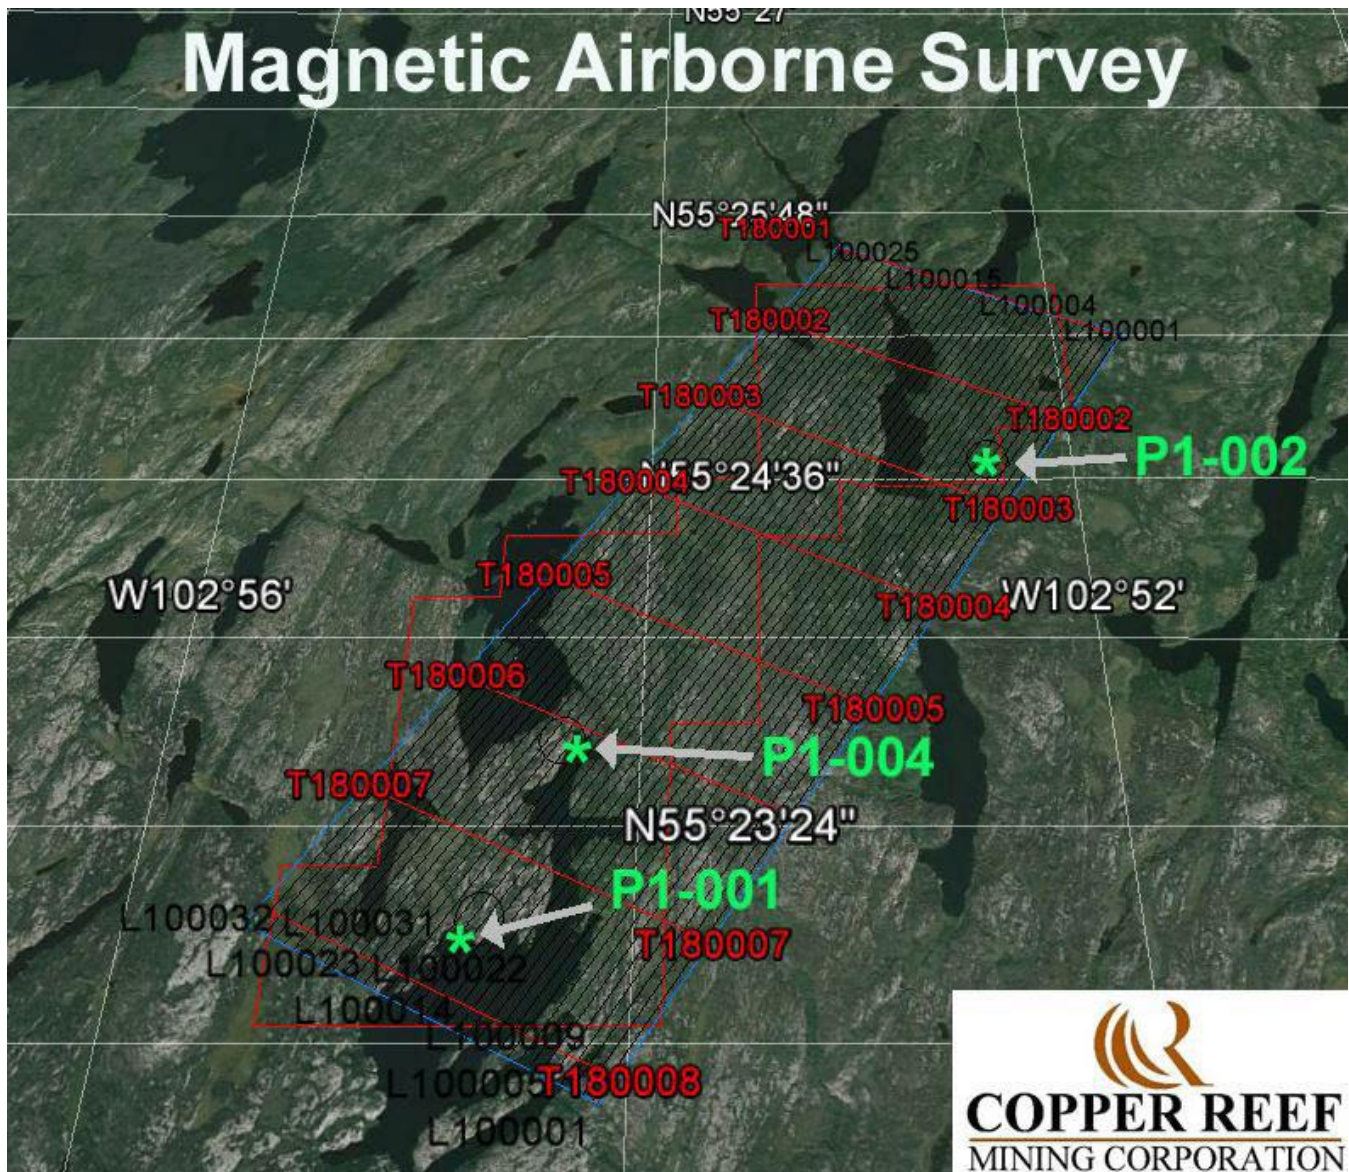 N55°27'
Magnetic Airborne Survey
N55°25'48"
T180001
L100025
L100015
L100004
L100001
T180002
T180003
T180002
P1-002
N55°24'36"
T180004
T180003
T180005
W102°56'
T180004
W102°52'
T180006
T180005
P1-004
T180007
N55°23'24"
P1-001
L100032
L100031
T180007
L100023
L100022
L100014
L100009
L100005
T180008
L100001
COPPER REEF
MINING CORPORATION